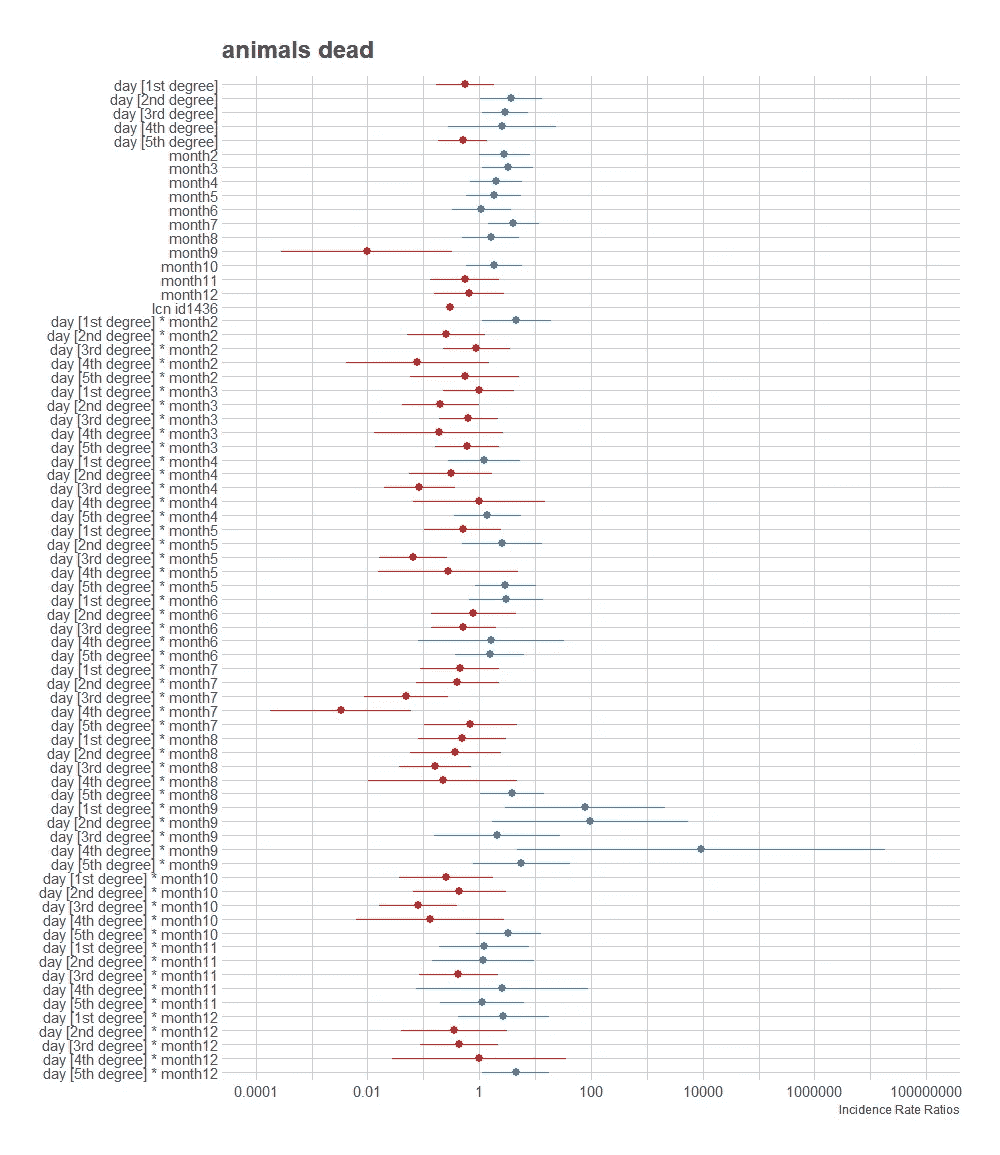 animals dead
day [1st degree]
day [2nd degree]
day [3rd degree]
day [4th degree]
day [5th degree]
month2
month3
month4
month5
month6
month7
month8
month9
month10
month11
month12
lcn id1436
day [1st degree] * month2
day [2nd degree] * month2
day [3rd degree] * month2
day [4th degree] * month2
day [5th degree] * month2
day [1st degree] * month3
day [2nd degree] * month3
day [3rd degree] * month3
day [4th degree] * month3
day [5th degree] * month3
day [1st degree] * month4
day [2nd degree] * month4
day [3rd degree] * month4
day [4th degree] * month4
day [5th degree] * month4
day [1st degree] * month5
day [2nd degree] * month5
day [3rd degree] * month5
day [4th degree] * month5
day [5th degree] * month5
day [1st degree] * month6
day [2nd degree] * month6
day [3rd degree] * month6
day [4th degree] * month6
day [5th degree] * month6
day [1st degree] * month7
day [2nd degree] * month7
day [3rd degree] * month7
day [4th degree] * month7
day [5th degree] * month7
day [1st degree] * month8
day [2nd degree] * month8
day [3rd degree] * month8
day [4th degree] * month8
day [5th degree] * month8
day [1st degree] * month9
day [2nd degree] * month9
day [3rd degree] * month9
day [4th degree] * month9
day [5th degree] * month9
day [1st degree] * month10
day [2nd degree] * month10
day [3rd degree] * month10
day [4th degree] * month10
day [5th degree] * month10
day [1st degree] * month11
day [2nd degree] * month11
day [3rd degree] * month11
day [4th degree] * month11
day [5th degree] * month11
day [1st degree] * month12
day [2nd degree] * month12
day [3rd degree] * month12
day [4th degree] * month12
day [5th degree] * month12
0.0001 0.01 1 100 10000 1000000 100000000
Incidence Rate Ratios